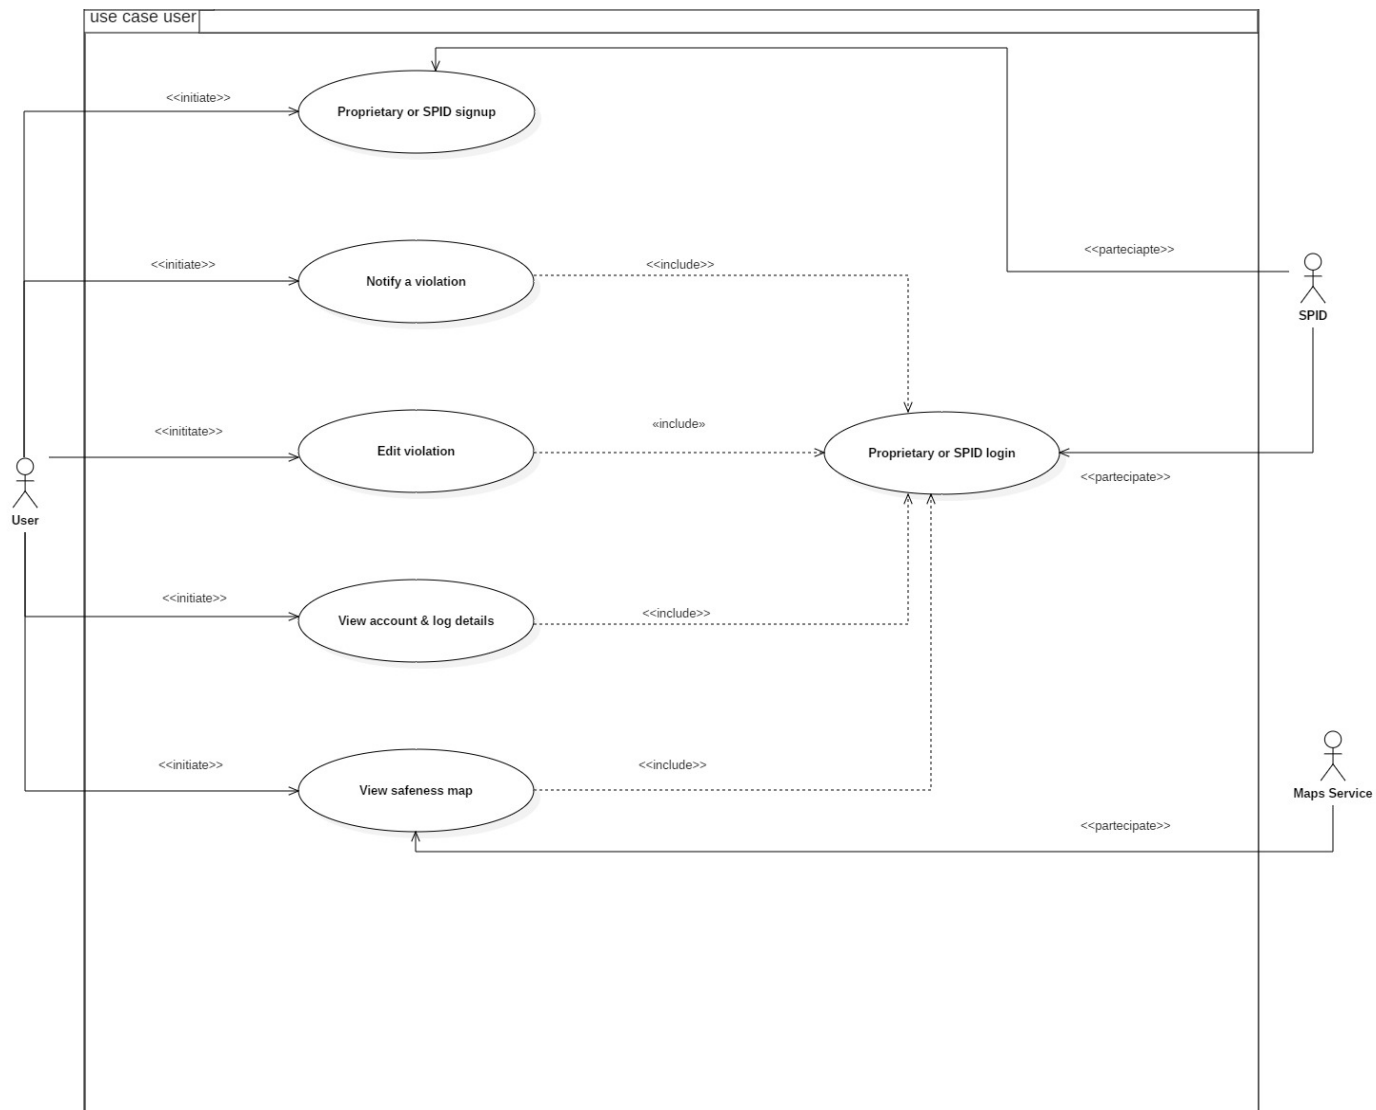 use case user
<<initiate>>
Proprietary or SPID signup
<<parteciapte>>
<<initiate>>
<<include>>
Notify a violation
SPID
<<inititate>>
«include»
Edit violation
Proprietary or SPID login
<<partecipate>>
User
<<initiate>>
<<include>>
View account & log details
<<initiate>>
<<include>>
View safeness map
Maps Service
<<partecipate>>